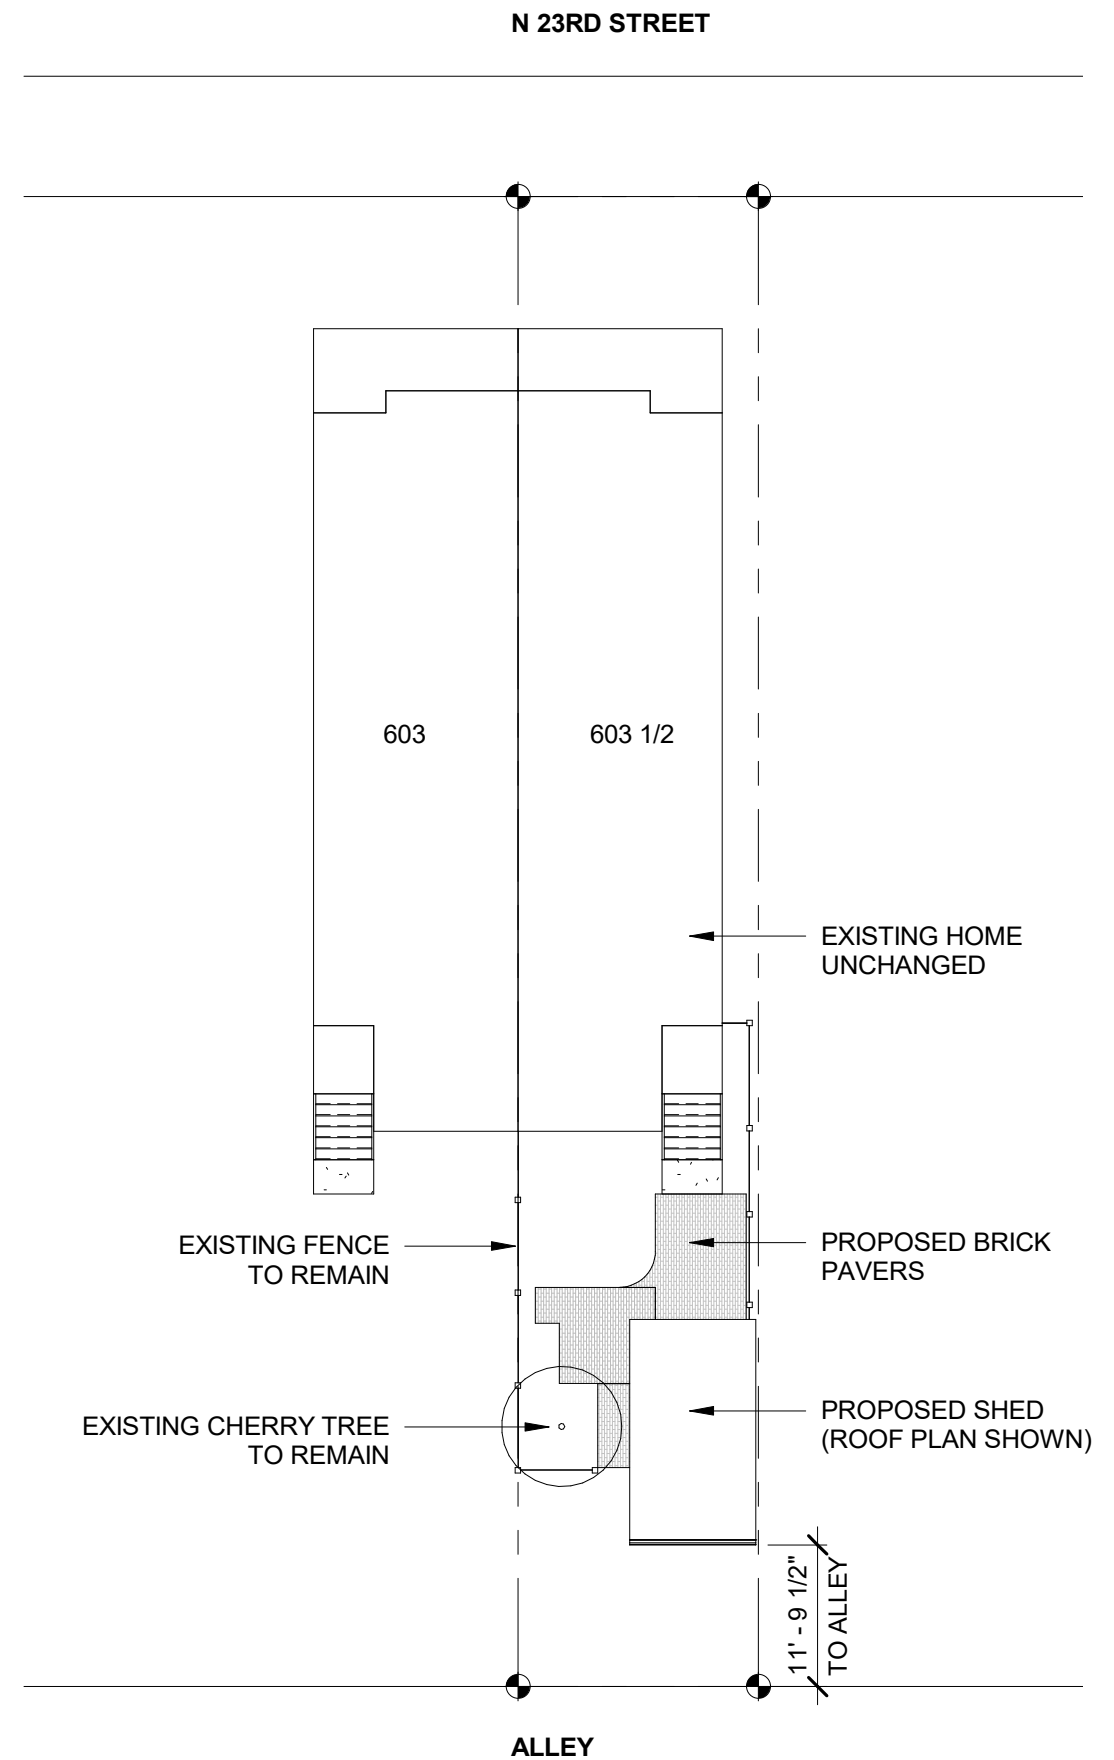 N 23RD STREET
603
603 1/2
EXISTING HOME
UNCHANGED
EXISTING FENCE
TO REMAIN
PROPOSED BRICK
PAVERS
EXISTING CHERRY TREE
TO REMAIN
PROPOSED SHED
(ROOF PLAN SHOWN)
11' - 9 1/2"
TO ALLEY
ALLEY